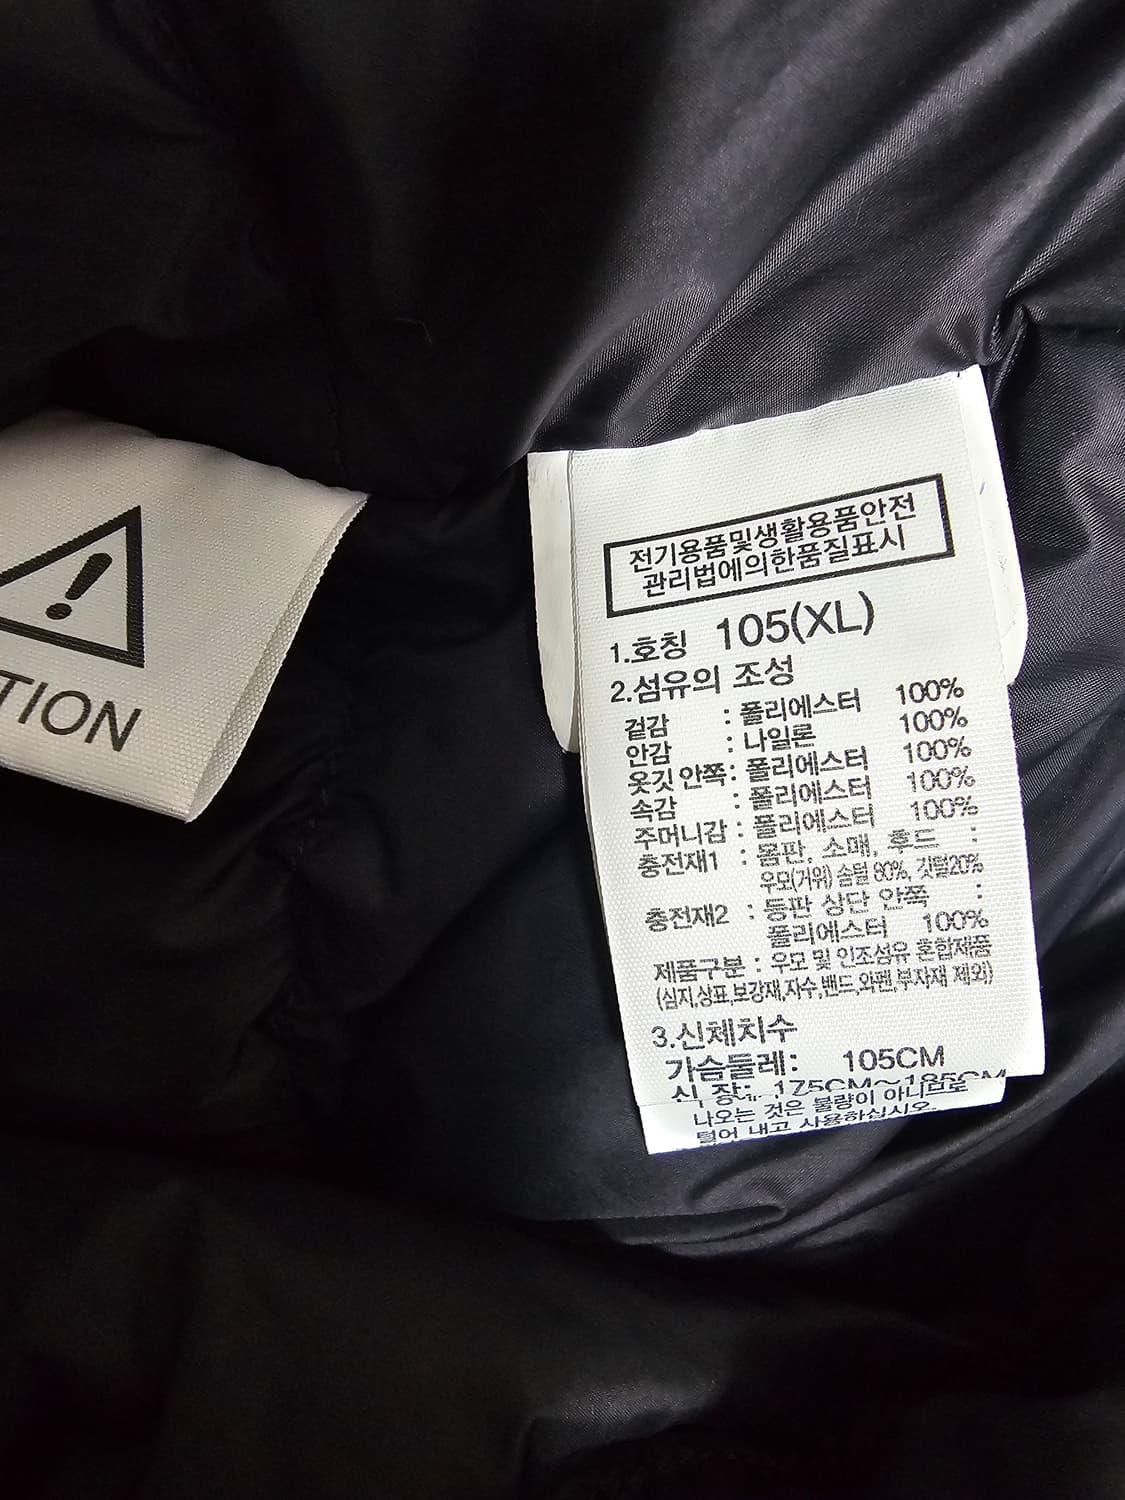 TION
전기용품및생활용품안전
관리법에의한품질표시
1.호칭 105(XL)
2.섬유의 조성
겉감 : 폴리에스터 100%
안감 : 나일론 100%
옷깃 안쪽: 폴리에스터 100%
속감 : 폴리에스터 100%
주머니감 : 폴리에스터 100%
충전재1 : 몸판, 소매, 후드 :
우모(거위) 솜털 80%, 깃털20%
충전재2 : 등판 상단 안쪽 :
폴리에스터 100%
제품구분 : 우모 및 인조섬유 혼합제품
(심지,상표,보강재,자수,밴드,와펜,부자재 제외)
3.신체치수
가슴둘레: 105CM
신 장: 175CM~185CM
나오는 것은 불량이 아니므로
털어 내고 사용하십시오.